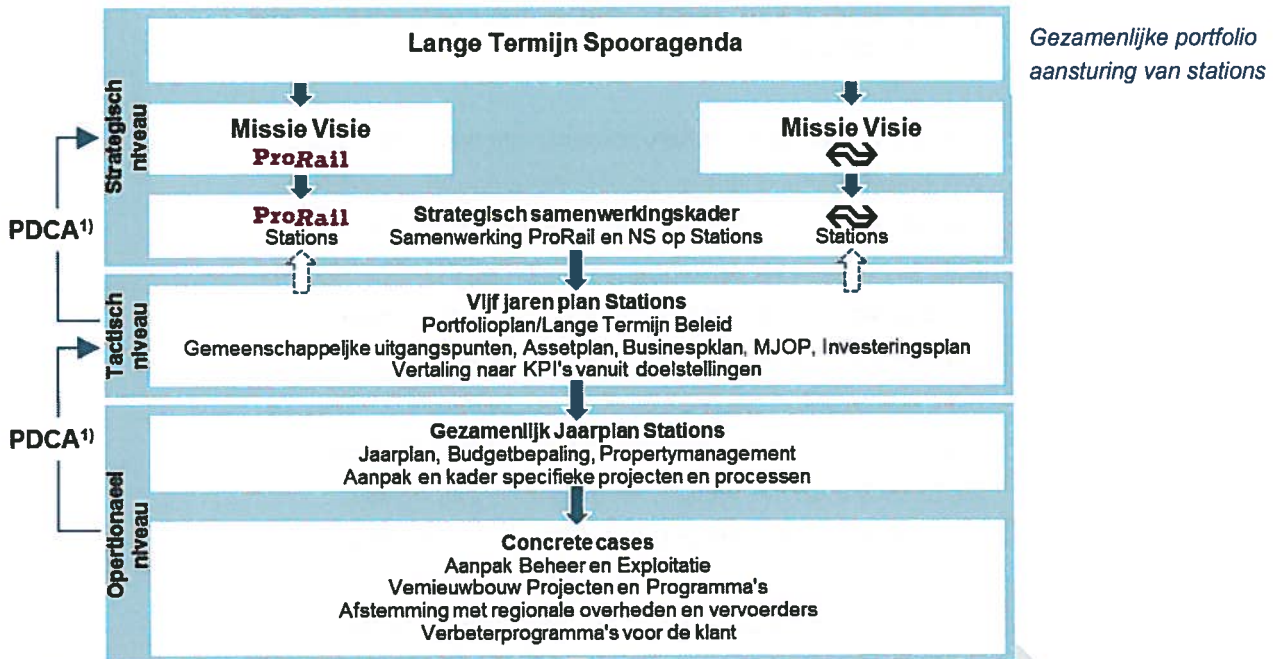 Lange Termijn Spooragenda
Gezamenlijke portfolio
aansturing van stations
Strategisch
niveau
Missie Visie
ProRail
Missie Visie
PDCA¹⁾
ProRail
Stations
Strategisch samenwerkingskader
Samenwerking ProRail en NS op Stations
Stations
Tactisch
niveau
Vijf jaren plan Stations
Portfolioplan/Lange Termijn Beleid
Gemeenschappeljke uitgangspunten, Assetplan, Businespklan, MJOP, Investeringsplan
Vertaling naar KPI's vanuit doelstellingen
PDCA¹⁾
Opertioneel
niveau
Gezamenlijk Jaarplan Stations
Jaarplan, Budgetbepaling, Propertymanagement
Aanpak en kader specifieke projecten en processen
Concrete cases
Aanpak Beheer en Exploitatie
Vernieuwbouw Projecten en Programma's
Afstemming met regionale overheden en vervoerders
Verbeterprogramma's voor de klant